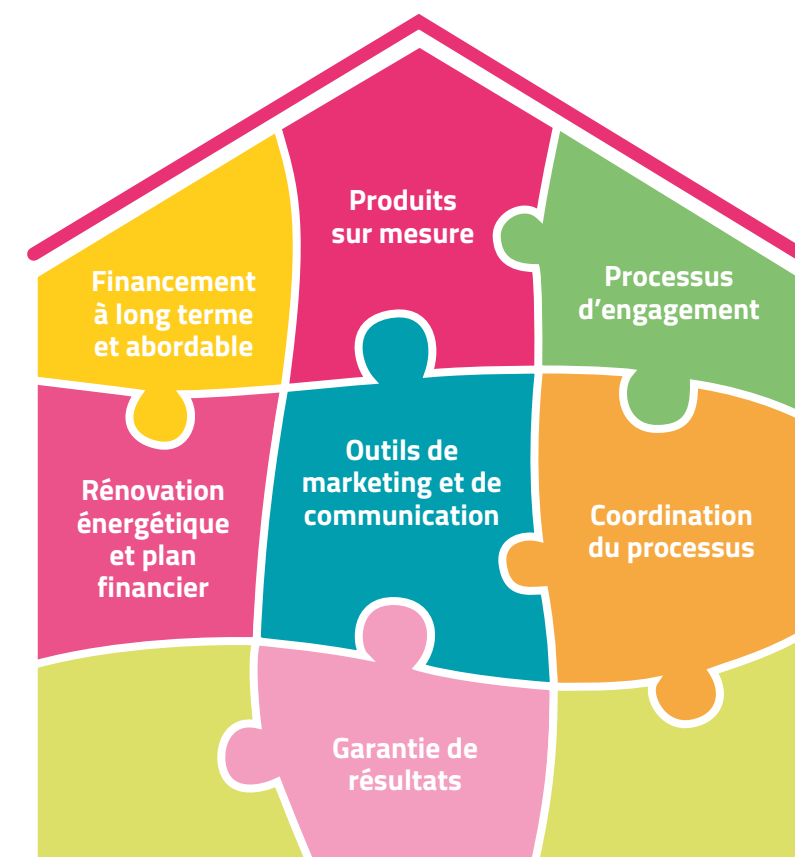 Produits
sur mesure
Financement
à long terme
et abordable
Processus
d'engagement
Outils de
marketing et de
communication
Rénovation
énergétique
et plan
financier
Coordination
du processus
Garantie de
résultats